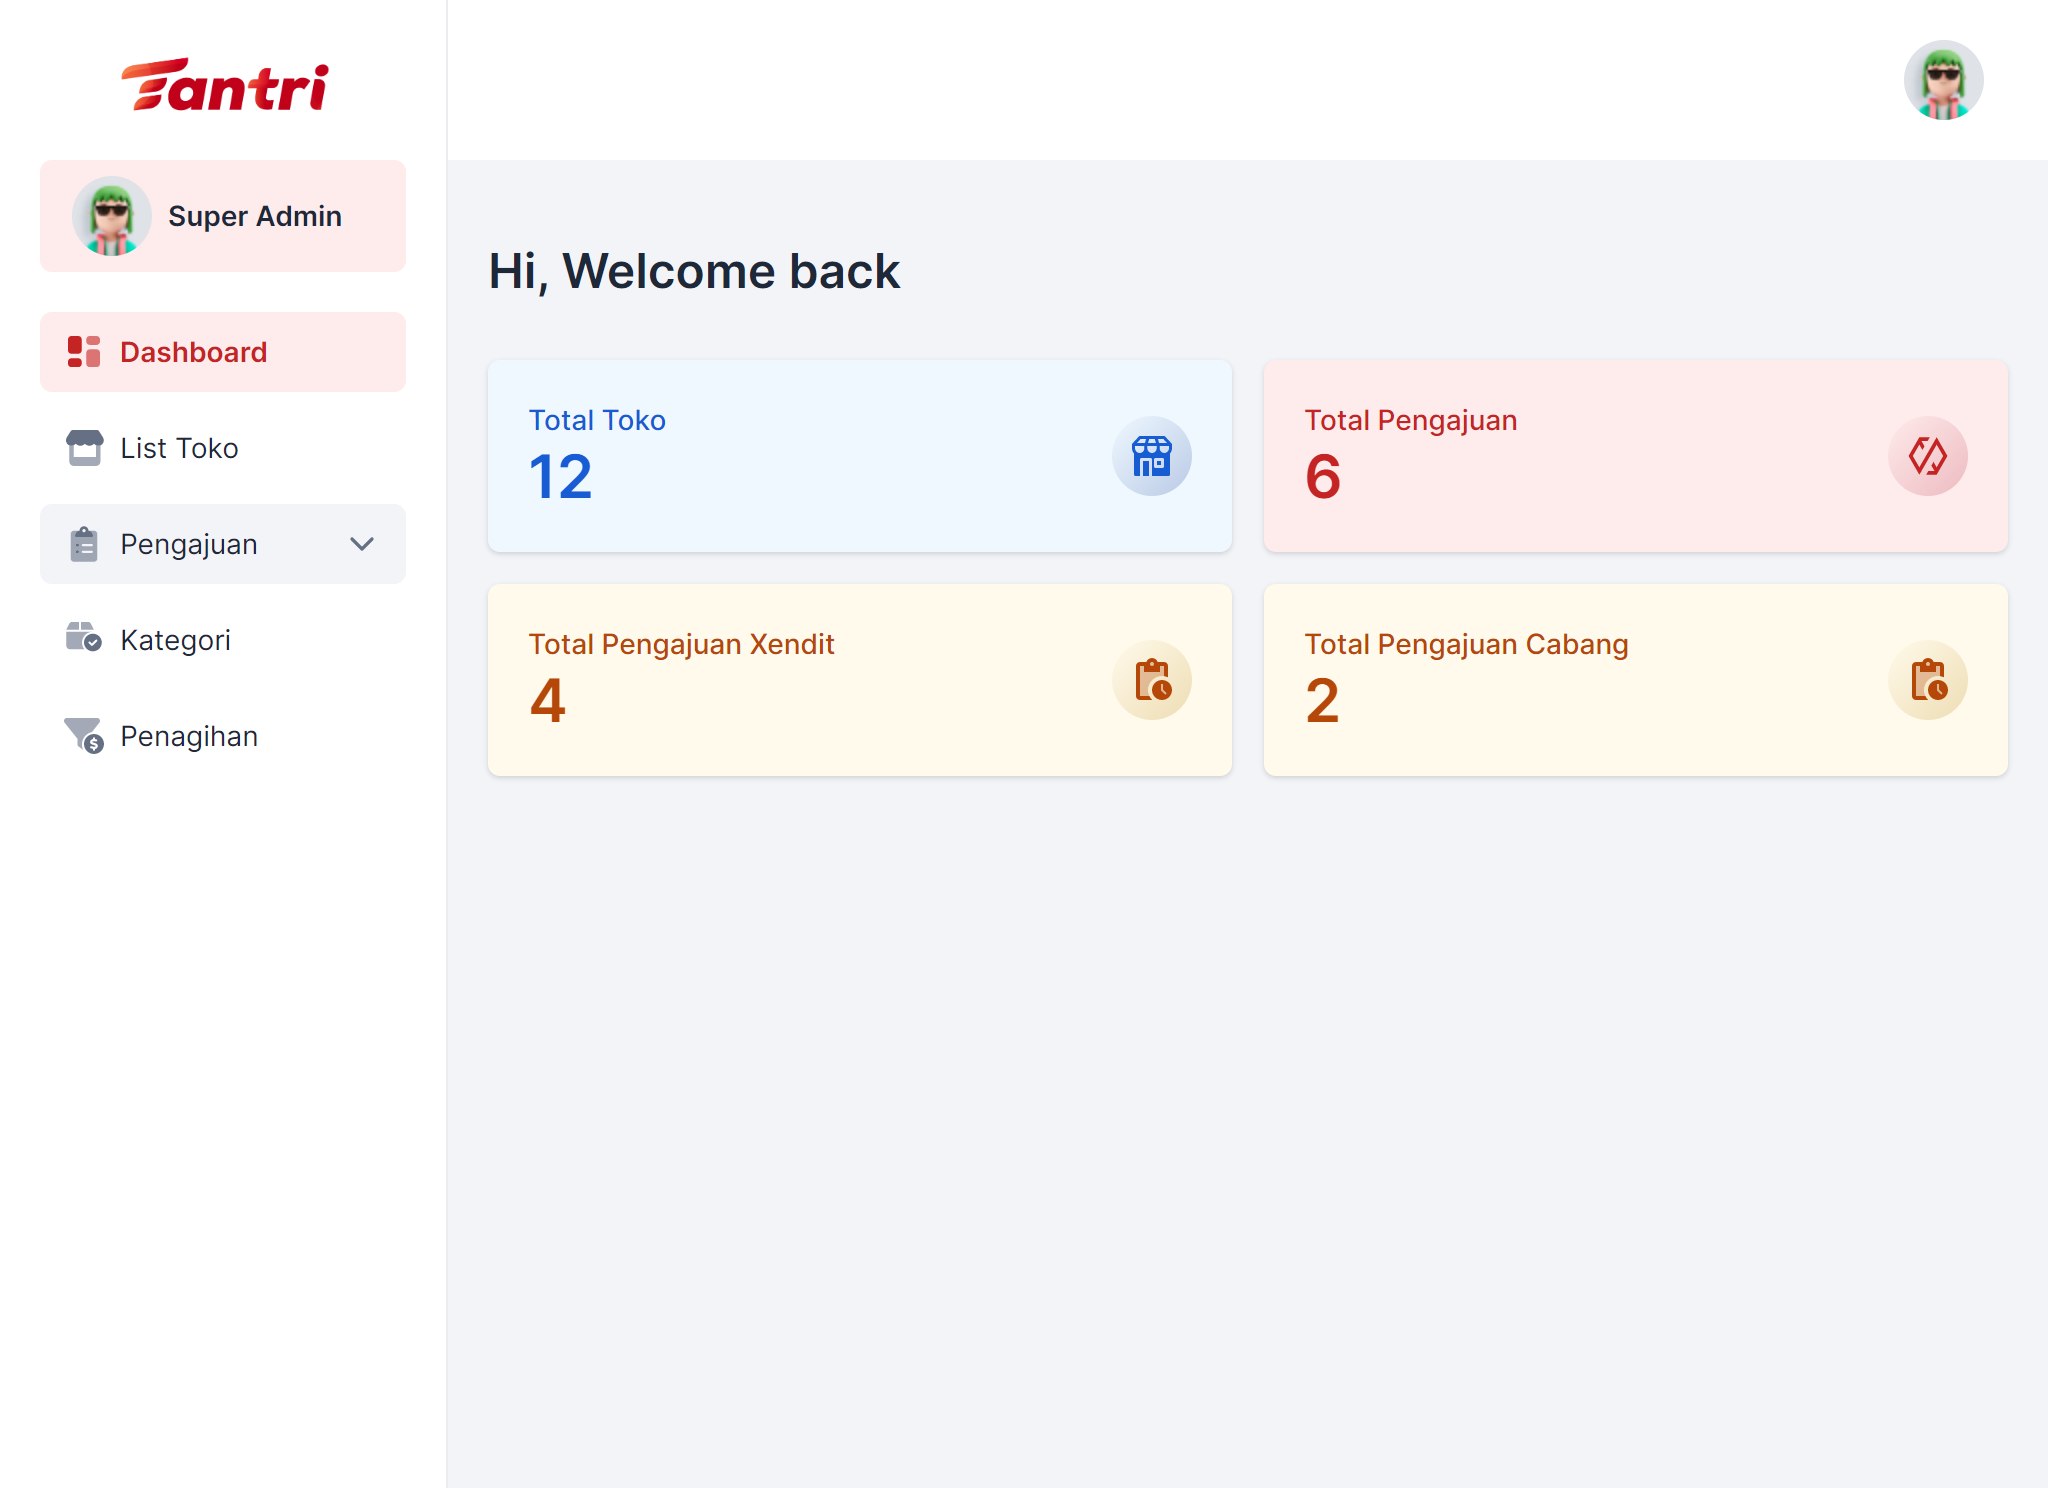 Tantri
Super Admin
Dashboard
List Toko
Pengajuan
Kategori
Penagihan
Hi, Welcome back
Total Toko
12
Total Pengajuan
6
Total Pengajuan Xendit
4
Total Pengajuan Cabang
2